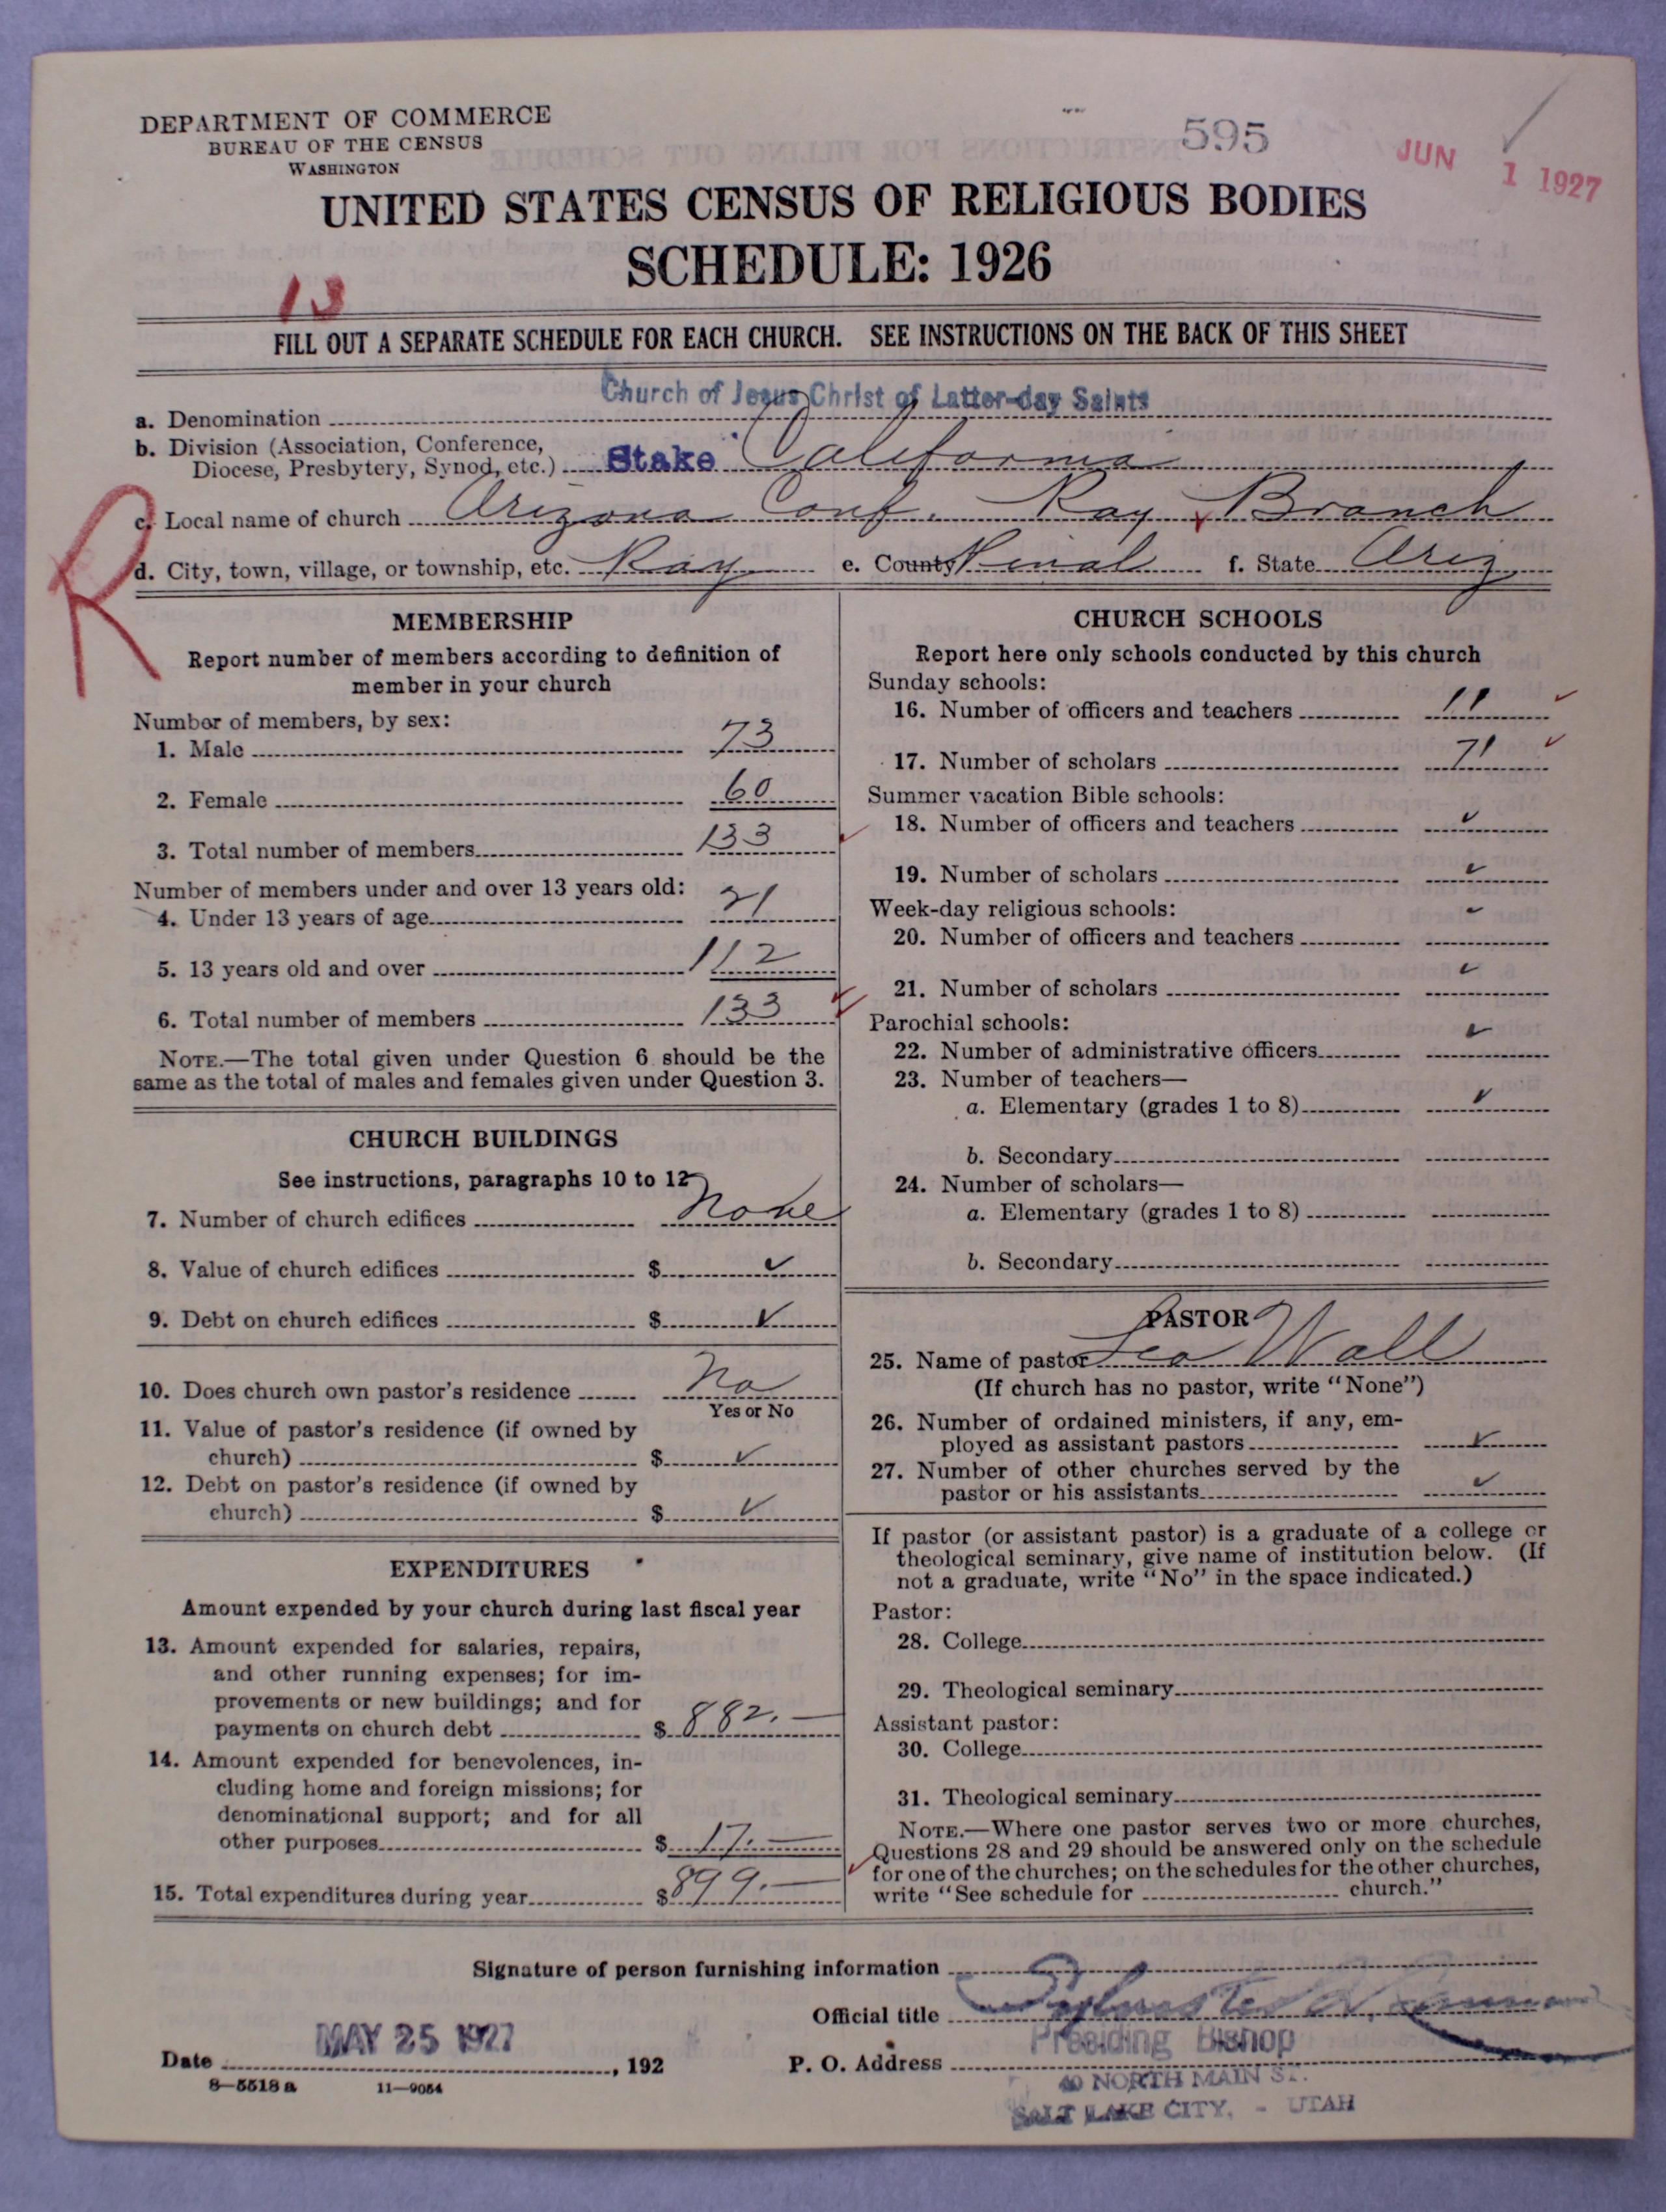 DEPARTMENT OF COMMERCE
BUREAU OF THE CENSUS
WASHINGTON
595
JUN 1 1927
UNITED STATES CENSUS OF RELIGIOUS BODIES
SCHEDULE: 1926
13
FILL OUT A SEPARATE SCHEDULE FOR EACH CHURCH. SEE INSTRUCTIONS ON THE BACK OF THIS SHEET
a. Denomination Church of Jesus Christ of Latter-day Saints
b. Division (Association, Conference,
Diocese, Presbytery, Synod, etc.) Stake California
R
c. Local name of church Arizona Conf. Ray Branch
d. City, town, village, or township, etc. Ray e. County Pinal f. State Ariz
MEMBERSHIP
Report number of members according to definition of
member in your church
Number of members, by sex:
1. Male 73
2. Female 60
3. Total number of members 133
Number of members under and over 13 years old:
4. Under 13 years of age 21
5. 13 years old and over 112
6. Total number of members 133
NOTE.—The total given under Question 6 should be the
same as the total of males and females given under Question 3.
CHURCH BUILDINGS
See instructions, paragraphs 10 to 12
7. Number of church edifices None
8. Value of church edifices $ ✓
9. Debt on church edifices $ ✓
10. Does church own pastor's residence No
Yes or No
11. Value of pastor's residence (if owned by
church) $ ✓
12. Debt on pastor's residence (if owned by
church) $ ✓
EXPENDITURES
Amount expended by your church during last fiscal year
13. Amount expended for salaries, repairs,
and other running expenses; for im-
provements or new buildings; and for
payments on church debt $ 882.—
14. Amount expended for benevolences, in-
cluding home and foreign missions; for
denominational support; and for all
other purposes $ 17.—
15. Total expenditures during year $ 899.—
CHURCH SCHOOLS
Report here only schools conducted by this church
Sunday schools:
16. Number of officers and teachers 11
17. Number of scholars 71
Summer vacation Bible schools:
18. Number of officers and teachers ✓
19. Number of scholars ✓
Week-day religious schools:
20. Number of officers and teachers ✓
21. Number of scholars ✓
Parochial schools:
22. Number of administrative officers ✓
23. Number of teachers—
a. Elementary (grades 1 to 8) ✓
b. Secondary
24. Number of scholars—
a. Elementary (grades 1 to 8)
b. Secondary
PASTOR
25. Name of pastor Leo Wall
(If church has no pastor, write "None")
26. Number of ordained ministers, if any, em-
ployed as assistant pastors ✓
27. Number of other churches served by the
pastor or his assistants ✓
If pastor (or assistant pastor) is a graduate of a college or
theological seminary, give name of institution below. (If
not a graduate, write "No" in the space indicated.)
Pastor:
28. College
29. Theological seminary
Assistant pastor:
30. College
31. Theological seminary
NOTE.—Where one pastor serves two or more churches,
Questions 28 and 29 should be answered only on the schedule
for one of the churches; on the schedules for the other churches,
write "See schedule for church."
Signature of person furnishing information
Official title Sylvester Q. Cannon
Presiding Bishop
Date MAY 25 1927, 192
P. O. Address
40 NORTH MAIN ST.
SALT LAKE CITY, - UTAH
8—5518 a 11—9054